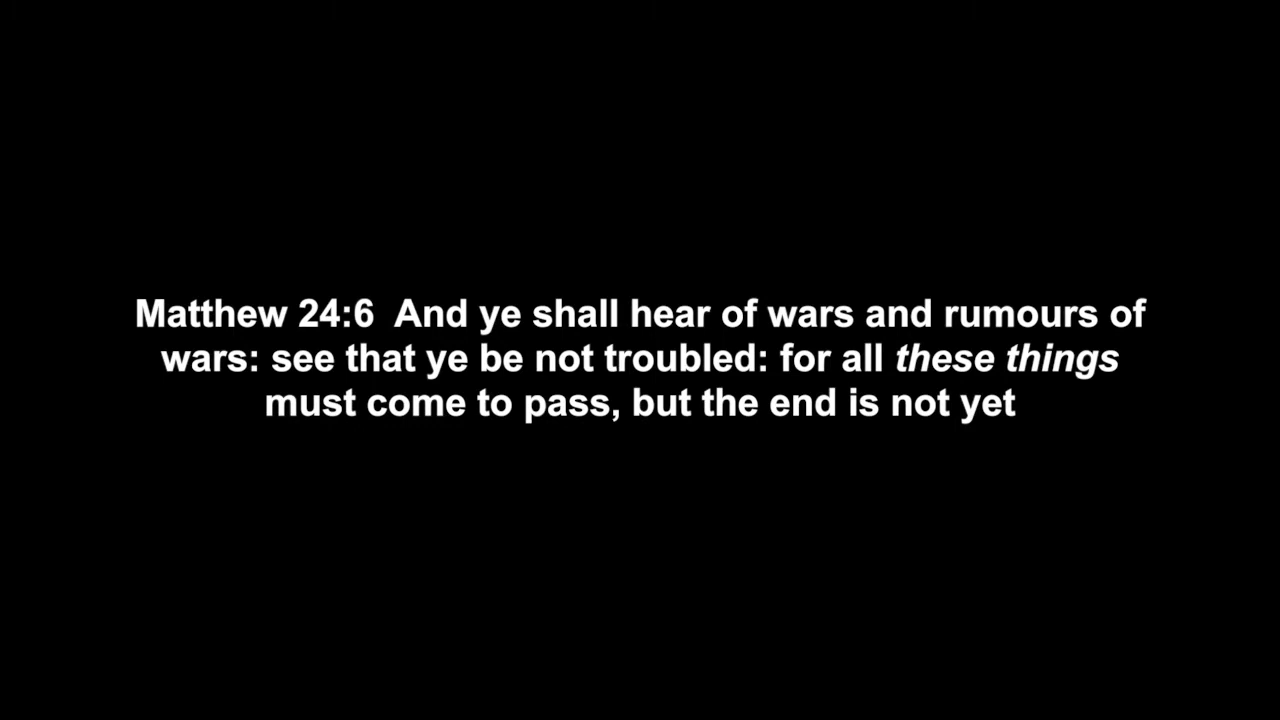 Matthew 24:6  And ye shall hear of wars and rumours of
wars: see that ye be not troubled: for all these things
must come to pass, but the end is not yet